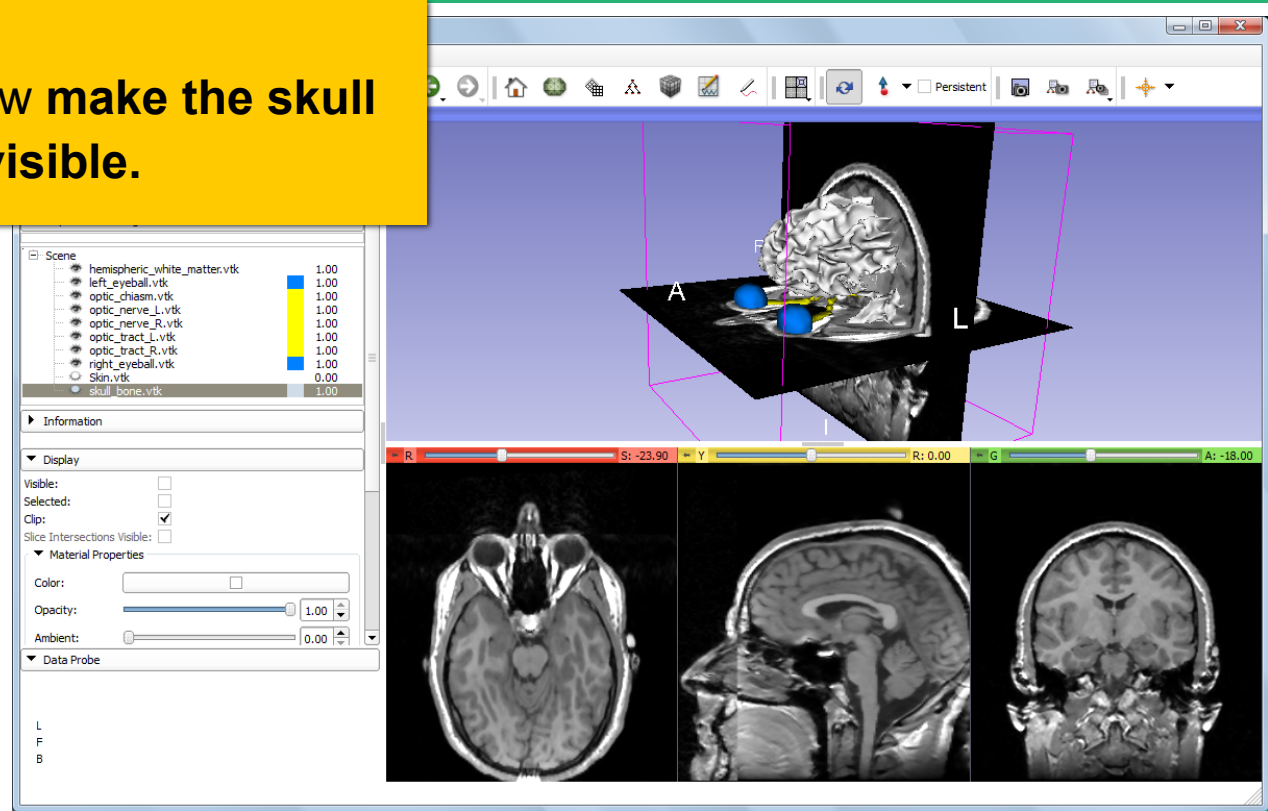 w make the skull
visible.
Persistent
Scene
hemispheric_white_matter.vtk 1.00
left_eyeball.vtk 1.00
optic_chiasm.vtk 1.00
optic_nerve_L.vtk 1.00
optic_nerve_R.vtk 1.00
optic_tract_L.vtk 1.00
optic_tract_R.vtk 1.00
right_eyeball.vtk 1.00
Skin.vtk 0.00
skull_bone.vtk 1.00
Information
Display
Visible:
Selected:
Clip:
Slice Intersections Visible:
Material Properties
Color:
Opacity: 1.00
Ambient: 0.00
Data Probe
L
F
B
F
A
L
I
R S: -23.90
Y R: 0.00
G A: -18.00